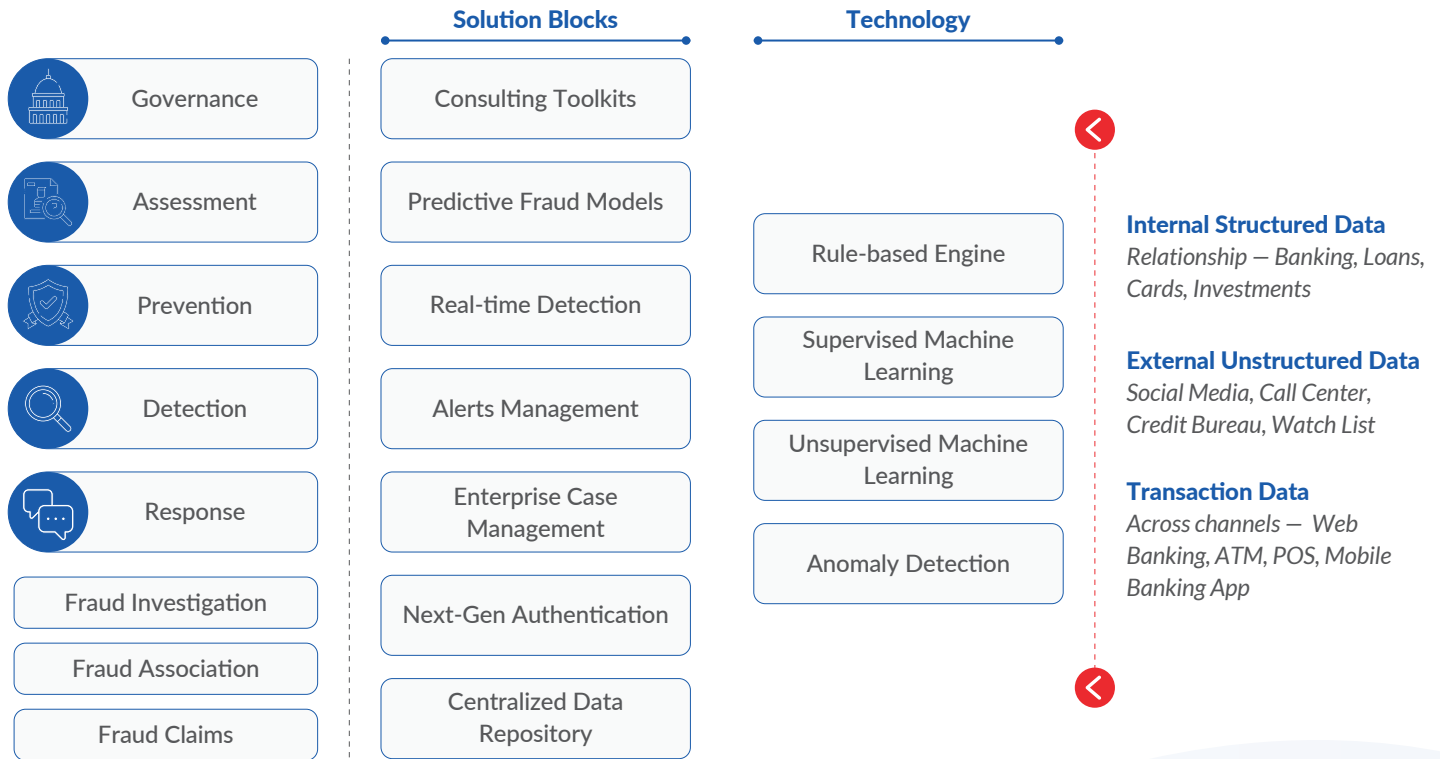 Solution Blocks
Technology
Governance
Assessment
Prevention
Detection
Response
Fraud Investigation
Fraud Association
Fraud Claims
Consulting Toolkits
Predictive Fraud Models
Real-time Detection
Alerts Management
Enterprise Case
Management
Next-Gen Authentication
Centralized Data
Repository
Rule-based Engine
Supervised Machine
Learning
Unsupervised Machine
Learning
Anomaly Detection
Internal Structured Data
Relationship — Banking, Loans,
Cards, Investments
External Unstructured Data
Social Media, Call Center,
Credit Bureau, Watch List
Transaction Data
Across channels — Web
Banking, ATM, POS, Mobile
Banking App